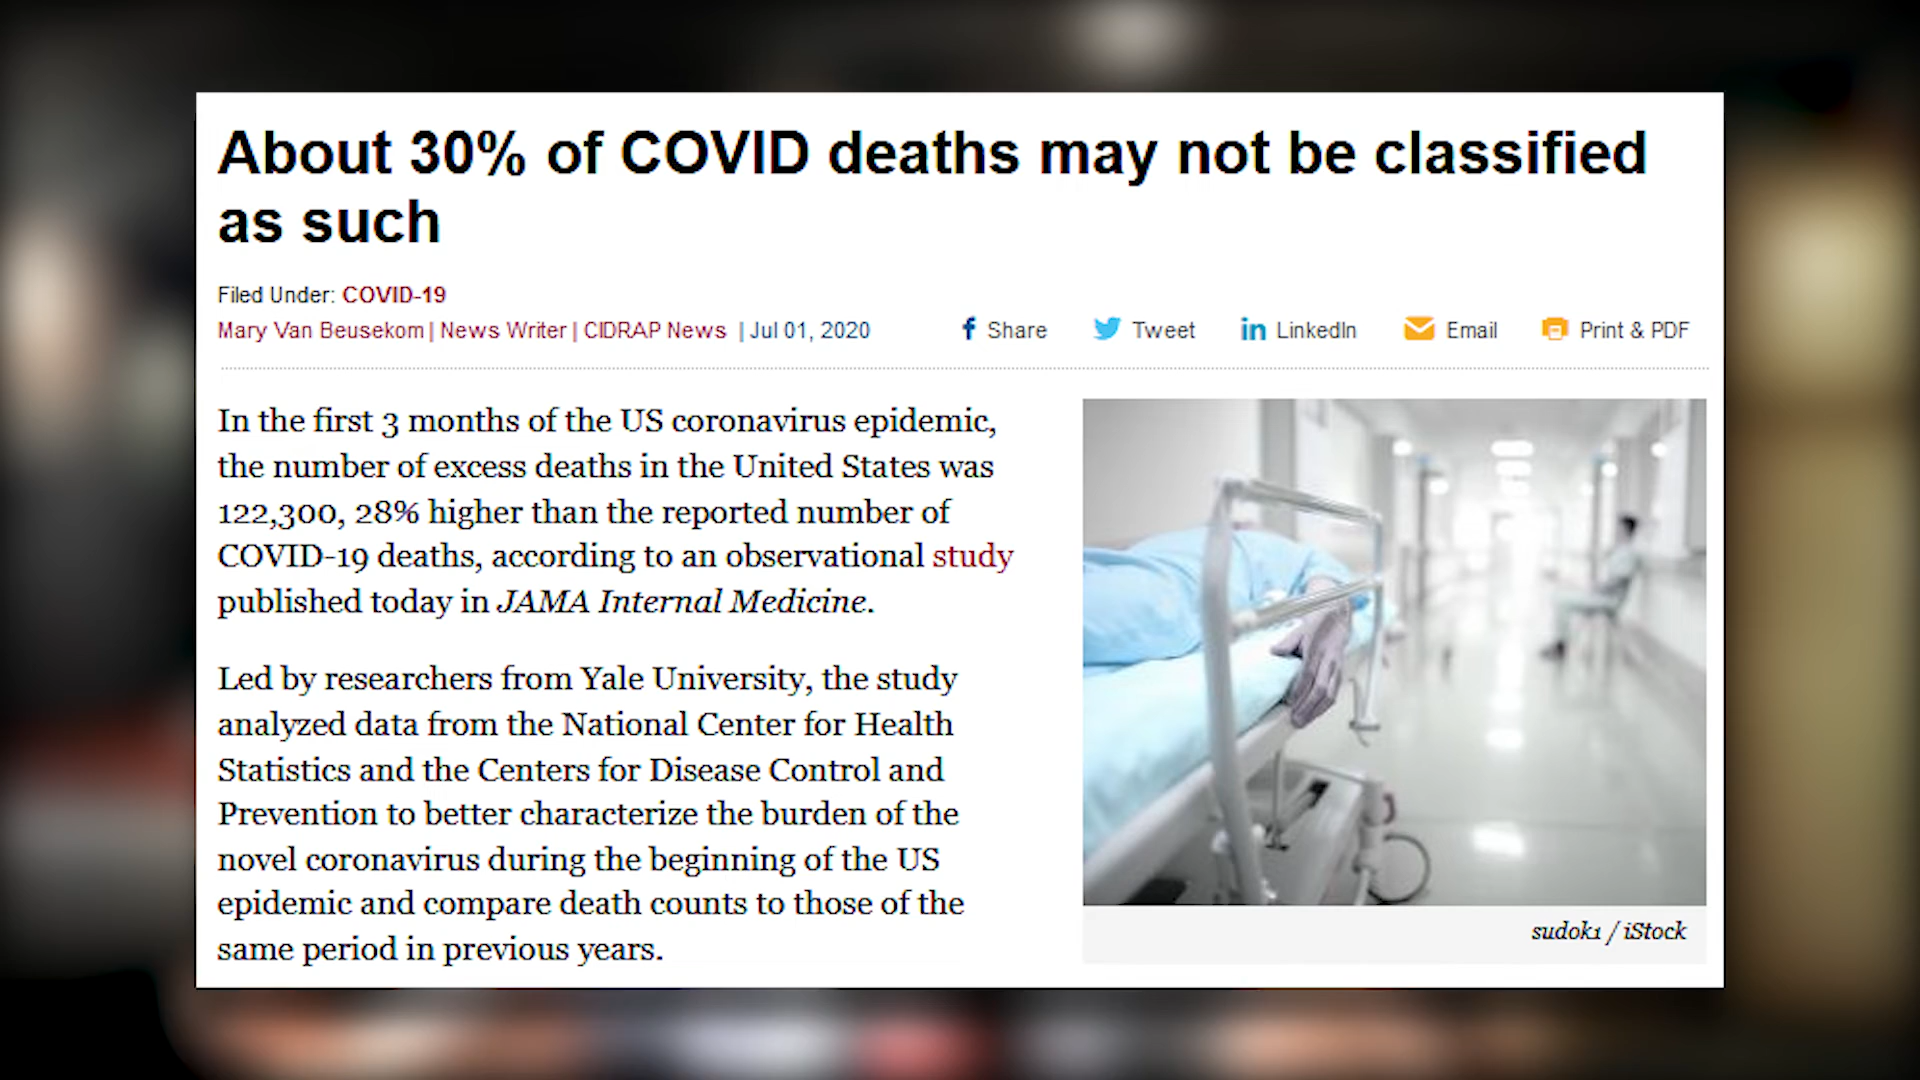 About 30% of COVID deaths may not be classified
as such
Filed Under: COVID-19
Mary Van Beusekom | News Writer | CIDRAP News | Jul 01, 2020
Share Tweet LinkedIn Email Print & PDF
In the first 3 months of the US coronavirus epidemic,
the number of excess deaths in the United States was
122,300, 28% higher than the reported number of
COVID-19 deaths, according to an observational study
published today in JAMA Internal Medicine.
Led by researchers from Yale University, the study
analyzed data from the National Center for Health
Statistics and the Centers for Disease Control and
Prevention to better characterize the burden of the
novel coronavirus during the beginning of the US
epidemic and compare death counts to those of the
same period in previous years.
sudok1 / iStock